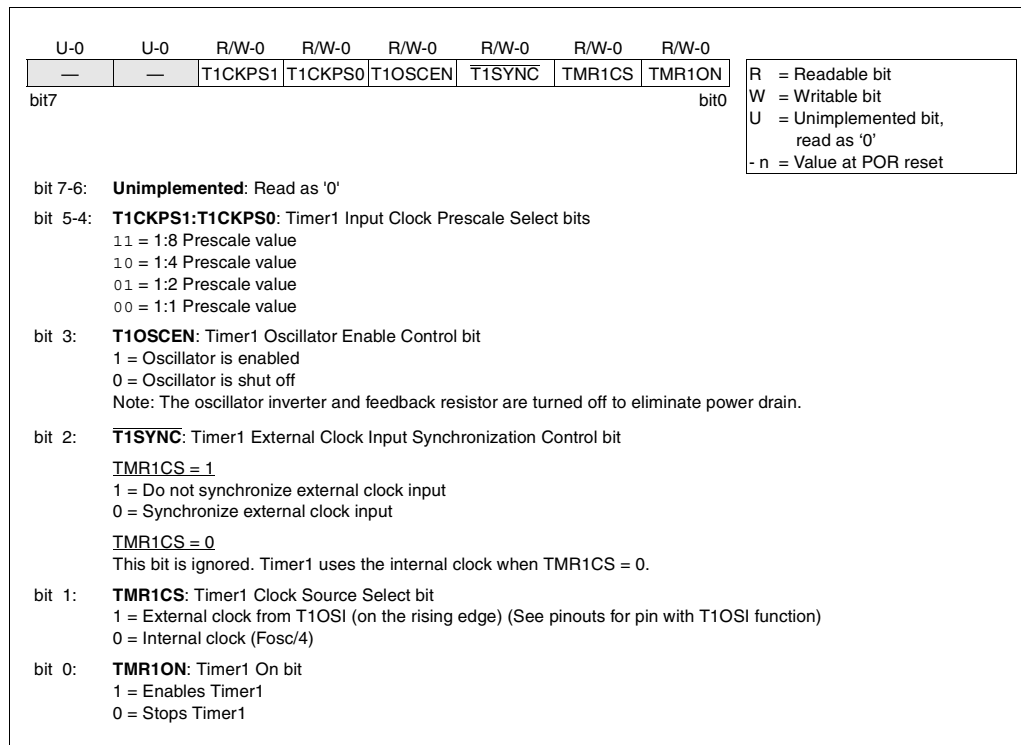 U-0 U-0 R/W-0 R/W-0 R/W-0 R/W-0 R/W-0 R/W-0
— — T1CKPS1 T1CKPS0 T1OSCEN T1SYNC TMR1CS TMR1ON
bit7 bit0
R = Readable bit
W = Writable bit
U = Unimplemented bit,
read as ‘0’
- n = Value at POR reset
bit 7-6: Unimplemented: Read as '0'
bit 5-4: T1CKPS1:T1CKPS0: Timer1 Input Clock Prescale Select bits
11 = 1:8 Prescale value
10 = 1:4 Prescale value
01 = 1:2 Prescale value
00 = 1:1 Prescale value
bit 3: T1OSCEN: Timer1 Oscillator Enable Control bit
1 = Oscillator is enabled
0 = Oscillator is shut off
Note: The oscillator inverter and feedback resistor are turned off to eliminate power drain.
bit 2: T1SYNC: Timer1 External Clock Input Synchronization Control bit
TMR1CS = 1
1 = Do not synchronize external clock input
0 = Synchronize external clock input
TMR1CS = 0
This bit is ignored. Timer1 uses the internal clock when TMR1CS = 0.
bit 1: TMR1CS: Timer1 Clock Source Select bit
1 = External clock from T1OSI (on the rising edge) (See pinouts for pin with T1OSI function)
0 = Internal clock (Fosc/4)
bit 0: TMR1ON: Timer1 On bit
1 = Enables Timer1
0 = Stops Timer1